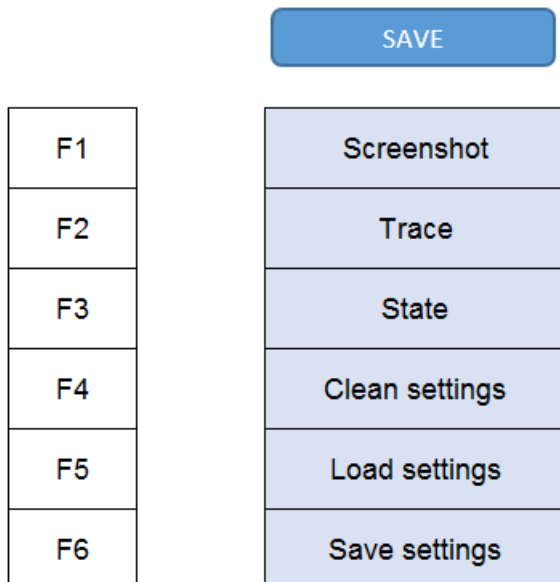 SAVE
F1 Screenshot
F2 Trace
F3 State
F4 Clean settings
F5 Load settings
F6 Save settings